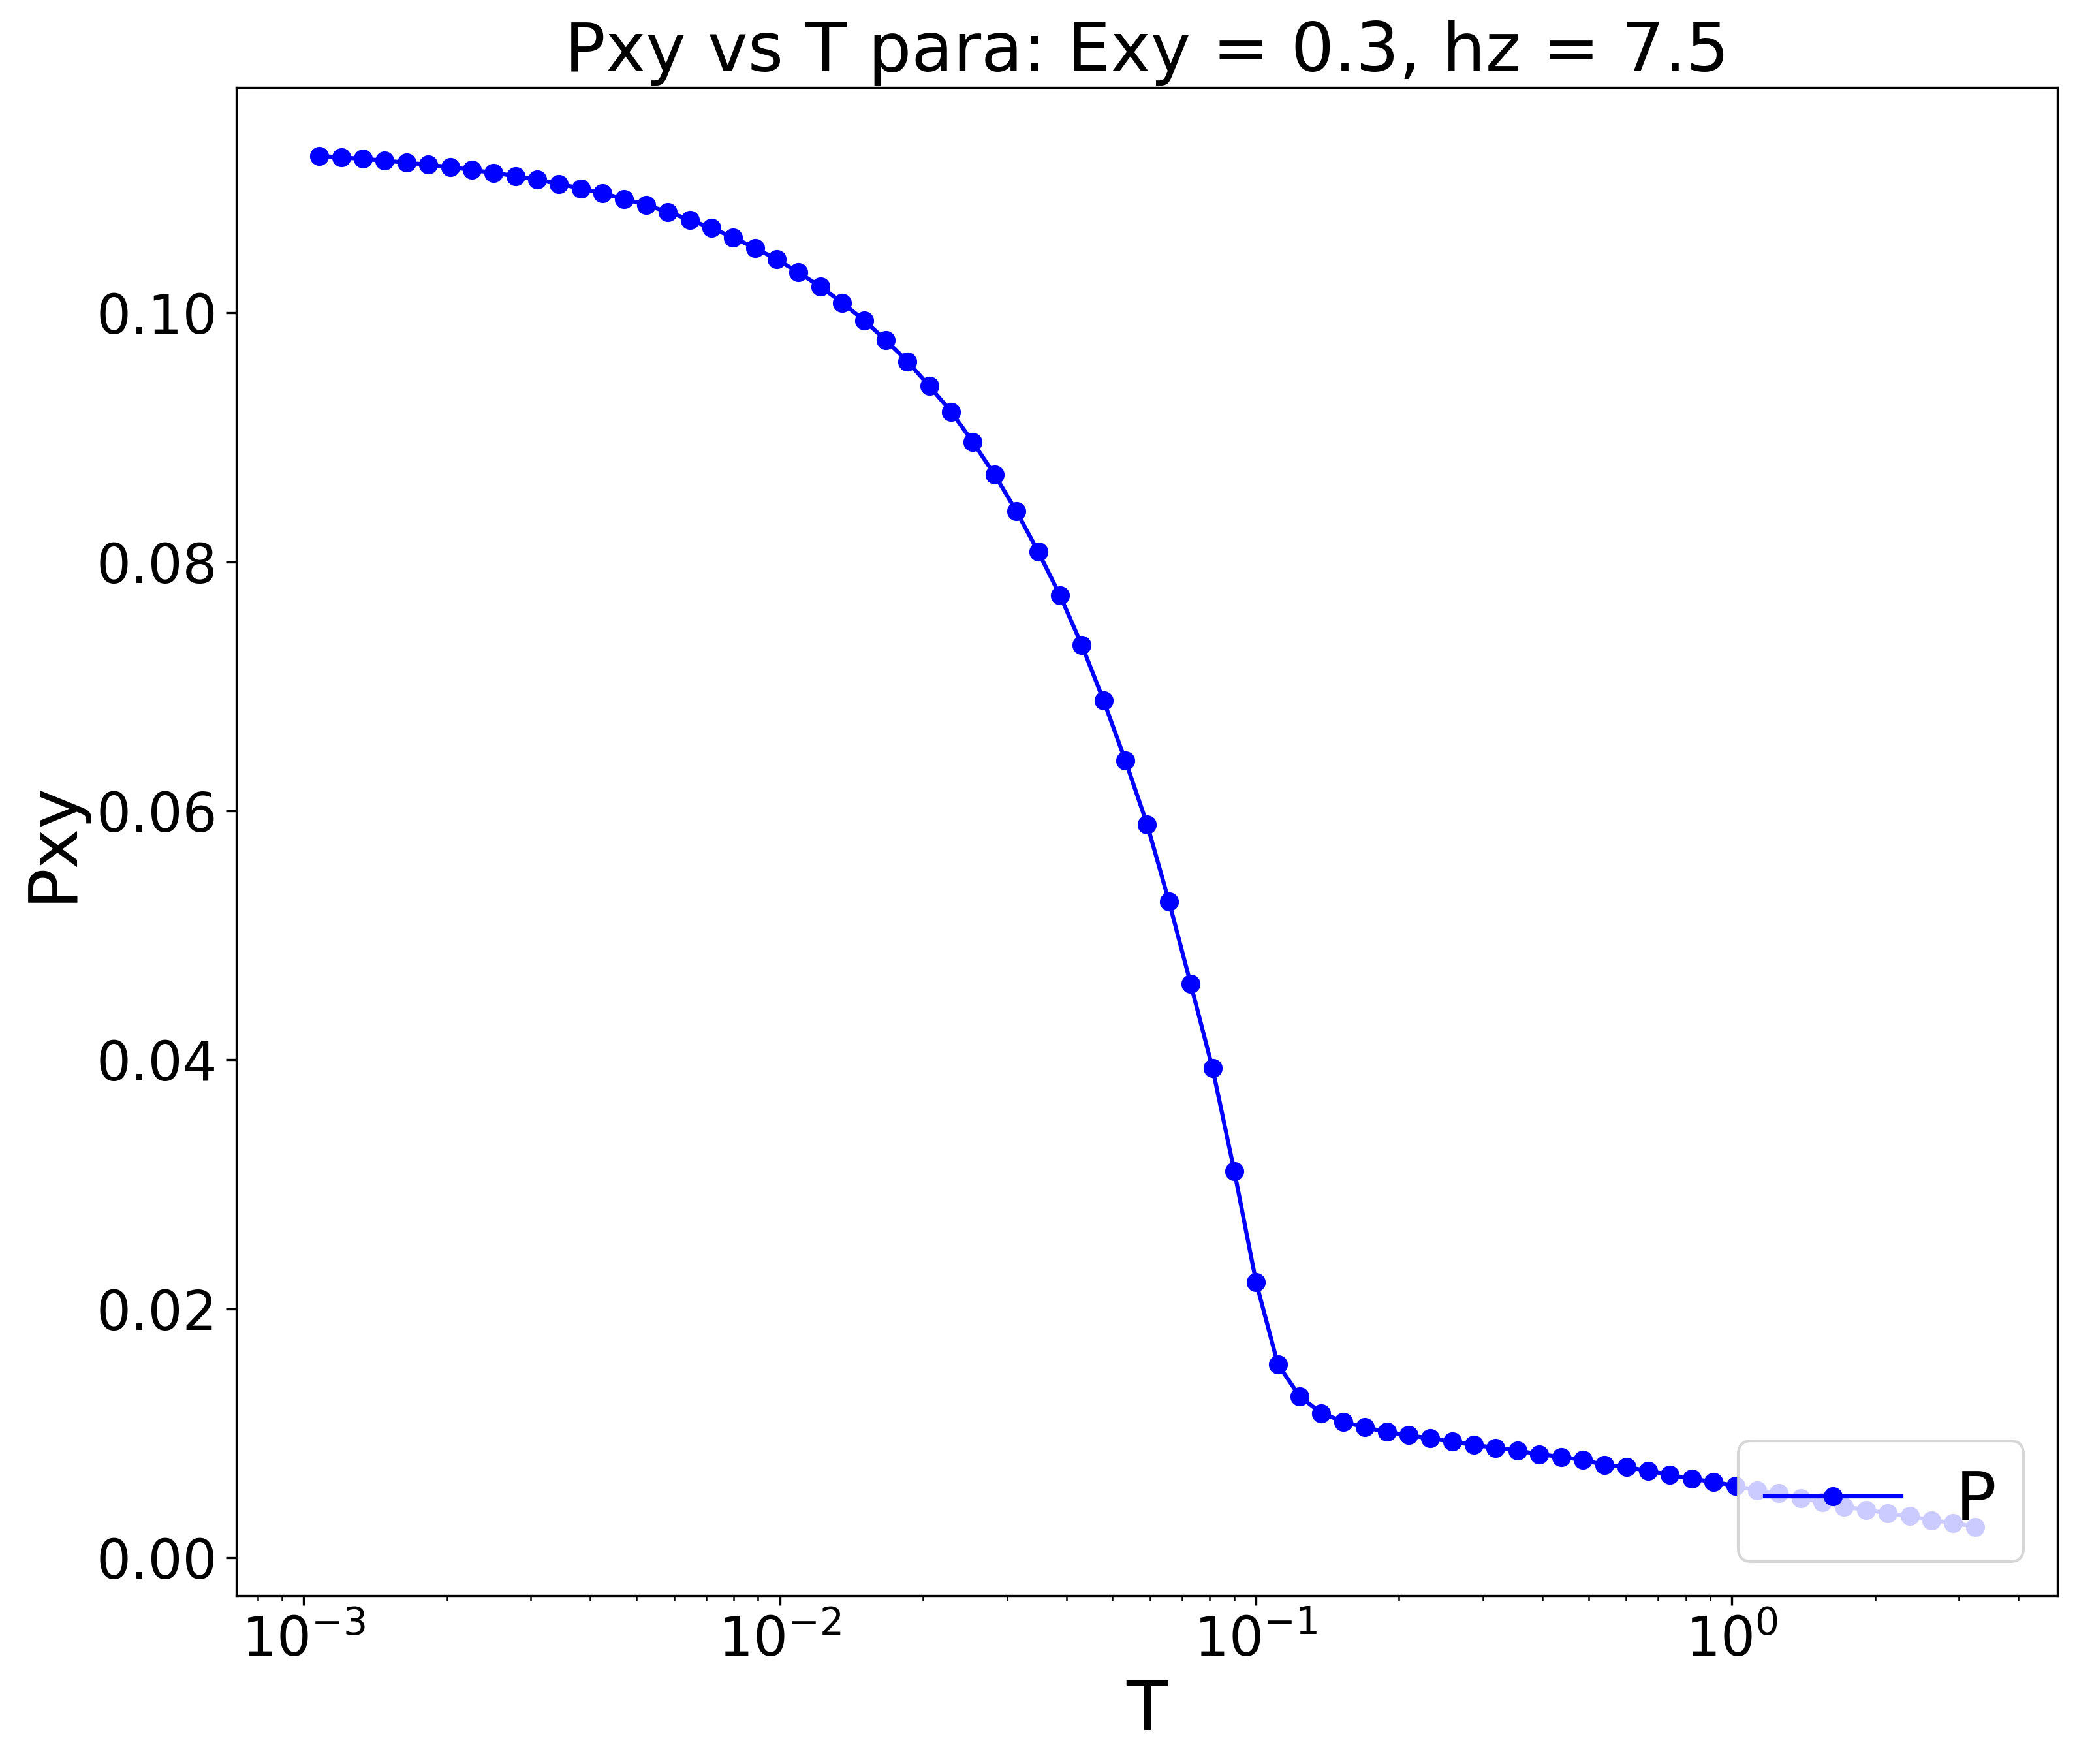 Pxy vs T para: Exy = 0.3, hz = 7.5
Pxy
0.10
0.08
0.06
0.04
0.02
0.00
10⁻³ 10⁻² 10⁻¹ 10⁰
T
P